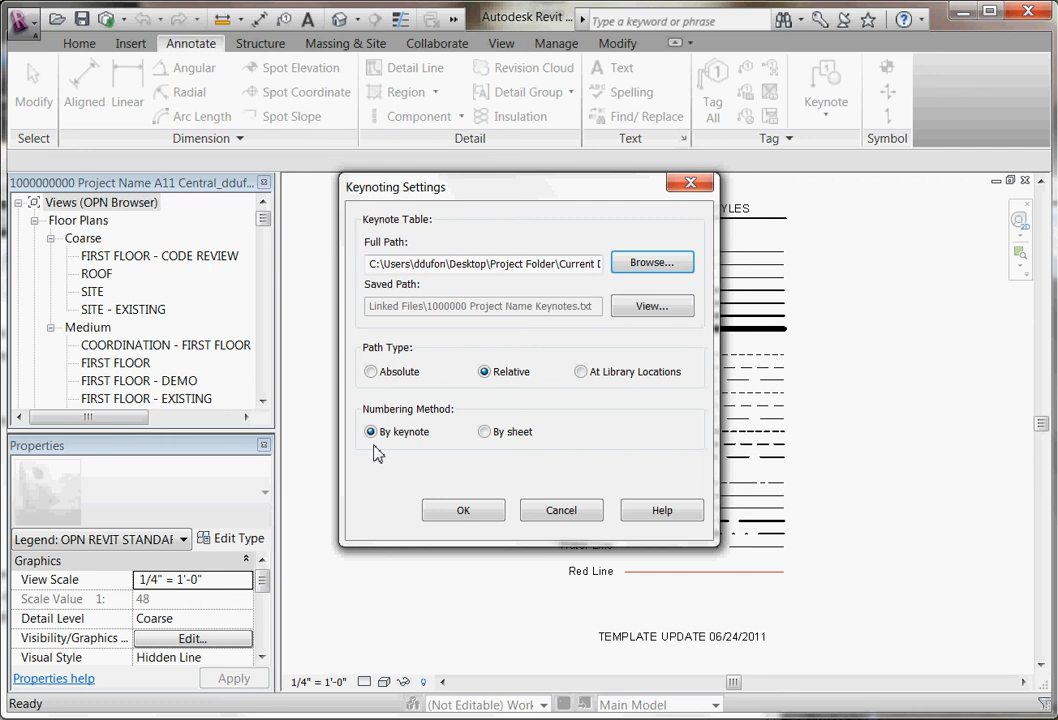 Autodesk Revit ...
Type a keyword or phrase
Home Insert Annotate Structure Massing & Site Collaborate View Manage Modify
Modify
Aligned
Linear
Angular
Radial
Arc Length
Spot Elevation
Spot Coordinate
Spot Slope
Detail Line
Region
Component
Revision Cloud
Detail Group
Insulation
Text
Spelling
Find/ Replace
Tag
All
Keynote
Select Dimension Detail Text Tag Symbol
1000000000 Project Name A11 Central_dduf...
Views (OPN Browser)
Floor Plans
Coarse
FIRST FLOOR - CODE REVIEW
ROOF
SITE
SITE - EXISTING
Medium
COORDINATION - FIRST FLOOR
FIRST FLOOR
FIRST FLOOR - DEMO
FIRST FLOOR - EXISTING
Properties
Legend: OPN REVIT STANDAF
Edit Type
Graphics
View Scale 1/4" = 1'-0"
Scale Value 1: 48
Detail Level Coarse
Visibility/Graphics ... Edit...
Visual Style Hidden Line
Properties help
Apply
Keynoting Settings
Keynote Table:
Full Path:
C:\Users\ddufon\Desktop\Project Folder\Current D
Browse...
Saved Path:
Linked Files\1000000 Project Name Keynotes.txt
View...
Path Type:
Absolute Relative At Library Locations
Numbering Method:
By keynote By sheet
OK Cancel Help
YLES
Red Line
TEMPLATE UPDATE 06/24/2011
1/4" = 1'-0"
Ready
(Not Editable) Work
Main Model